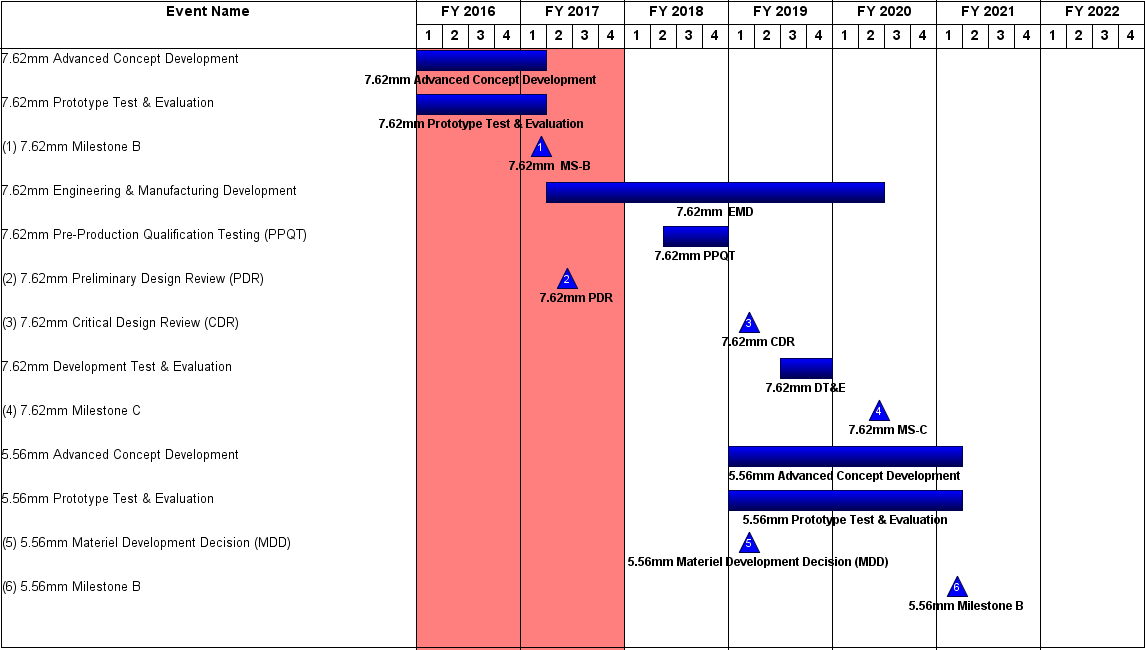 Event Name FY 2016 FY 2017 FY 2018 FY 2019 FY 2020 FY 2021 FY 2022
1 2 3 4 1 2 3 4 1 2 3 4 1 2 3 4 1 2 3 4 1 2 3 4 1 2 3 4
7.62mm Advanced Concept Development
7.62mm Advanced Concept Development
7.62mm Prototype Test & Evaluation
7.62mm Prototype Test & Evaluation
(1) 7.62mm Milestone B 1
7.62mm MS-B
7.62mm Engineering & Manufacturing Development
7.62mm EMD
7.62mm Pre-Production Qualification Testing (PPQT)
7.62mm PPQT
(2) 7.62mm Preliminary Design Review (PDR) 2
7.62mm PDR
(3) 7.62mm Critical Design Review (CDR) 3
7.62mm CDR
7.62mm Development Test & Evaluation
7.62mm DT&E
(4) 7.62mm Milestone C 4
7.62mm MS-C
5.56mm Advanced Concept Development
5.56mm Advanced Concept Development
5.56mm Prototype Test & Evaluation
5.56mm Prototype Test & Evaluation
(5) 5.56mm Materiel Development Decision (MDD) 5
5.56mm Materiel Development Decision (MDD)
(6) 5.56mm Milestone B 6
5.56mm Milestone B